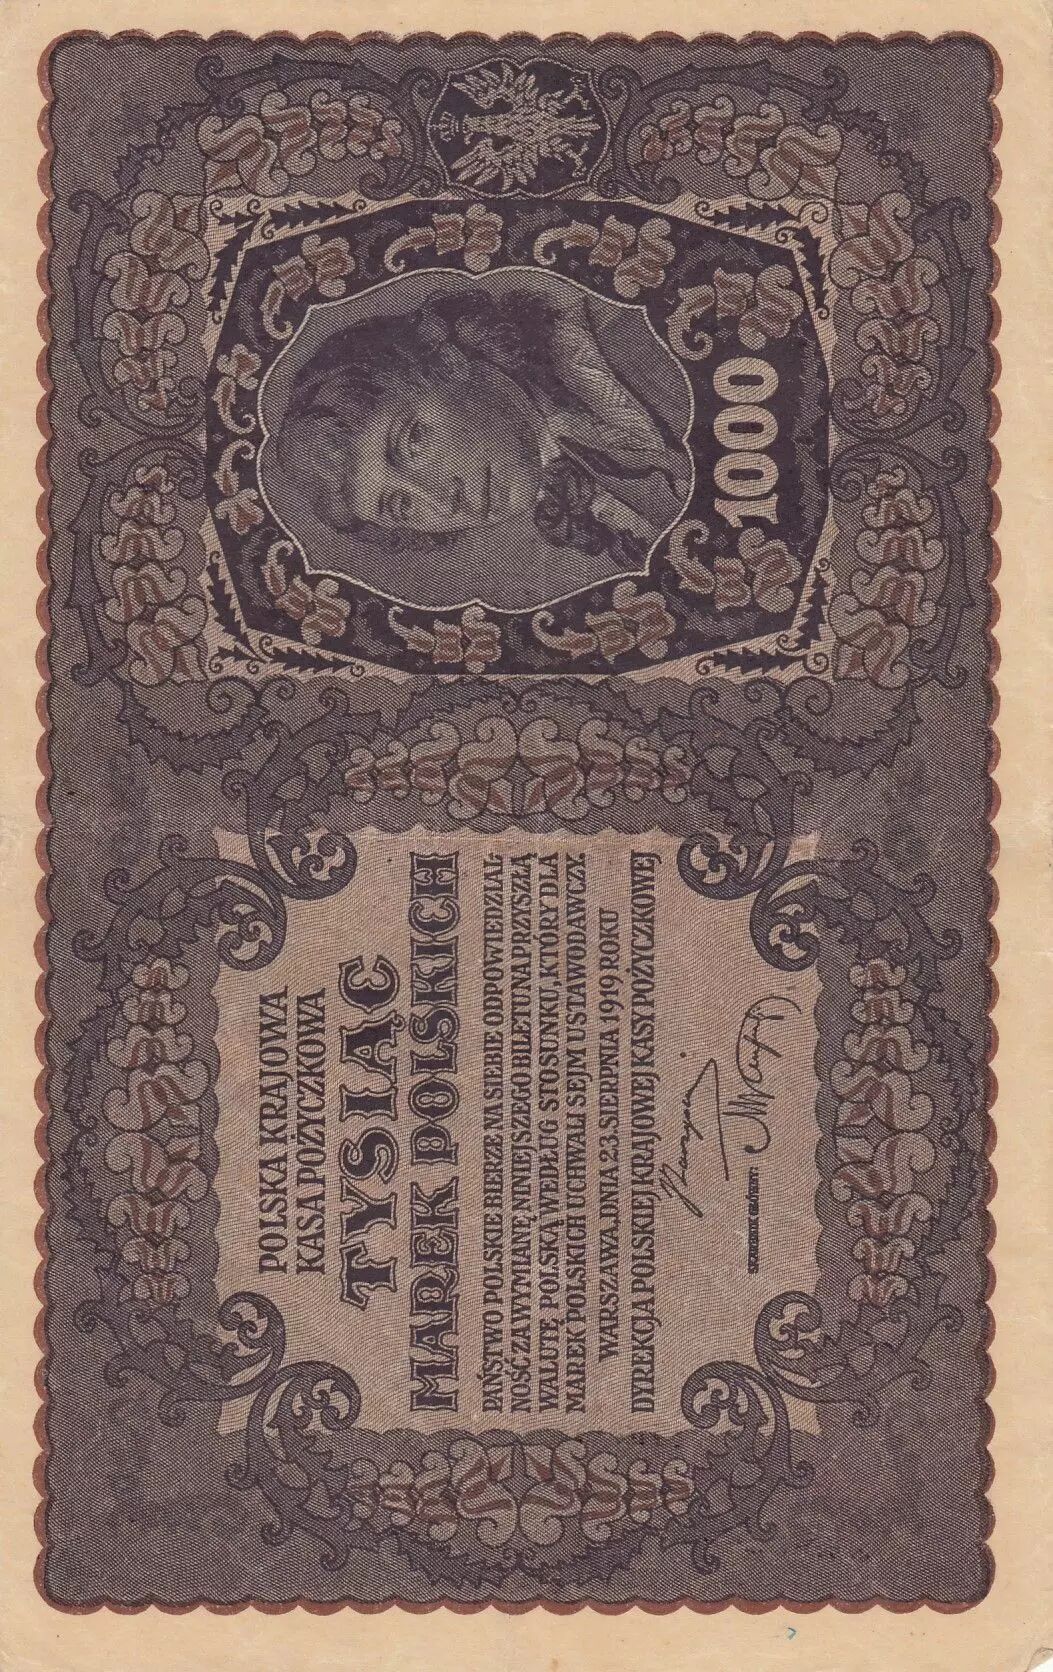 POLSKA KRAJOWA
KASA POŻYCZKOWA
TYSIĄC
MAREK POLSKICH
PAŃSTWO POLSKIE BIERZE NA SIEBIE ODPOWIEDZIAL
NOŚĆ ZA WYMIANĘ NINIEJSZEGO BILETU NA PRZYSZŁĄ
WALUTĘ POLSKĄ WEDŁUG STOSUNKU, KTÓRY DLA
MAREK POLSKICH UCHWALI SEJM USTAWODAWCZY.
WARSZAWA, DNIA 23. SIERPNIA 1919 ROKU
DYREKCJA POLSKIEJ KRAJOWEJ KASY POŻYCZKOWEJ
SKARBNIK GŁÓWNY:
1000